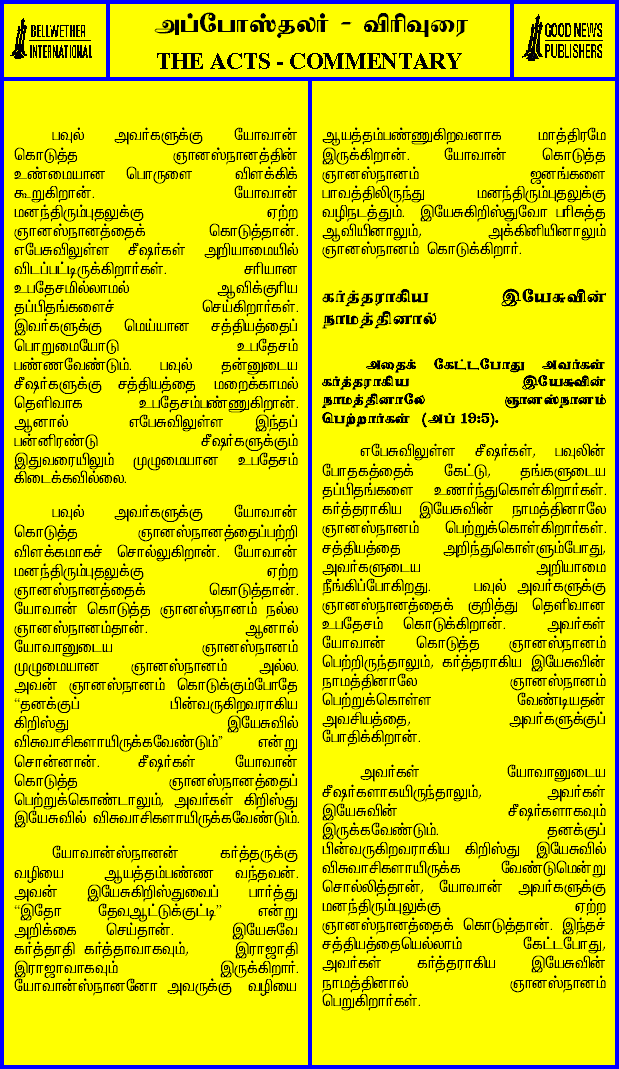 BELLWETHER
INTERNATIONAL
அப்போஸ்தலர் - விரிவுரை
THE ACTS - COMMENTARY
GOOD NEWS
PUBLISHERS
பவுல் அவர்களுக்கு யோவான்
கொடுத்த ஞானஸ்நானத்தின்
உண்மையான பொருளை விளக்கிக்
கூறுகிறான். யோவான்
மனந்திரும்புதலுக்கு ஏற்ற
ஞானஸ்நானத்தைக் கொடுத்தான்.
எபேசுவிலுள்ள சீஷர்கள் அறியாமையில்
விடப்பட்டிருக்கிறார்கள். சரியான
உபதேசமில்லாமல் ஆவிக்குரிய
தப்பிதங்களைச் செய்கிறார்கள்.
இவர்களுக்கு மெய்யான சத்தியத்தைப்
பொறுமையோடு உபதேசம்
பண்ணவேண்டும். பவுல் தன்னுடைய
சீஷர்களுக்கு சத்தியத்தை மறைக்காமல்
தெளிவாக உபதேசம்பண்ணுகிறான்.
ஆனால் எபேசுவிலுள்ள இந்தப்
பன்னிரண்டு சீஷர்களுக்கும்
இதுவரையிலும் முழுமையான உபதேசம்
கிடைக்கவில்லை.
பவுல் அவர்களுக்கு யோவான்
கொடுத்த ஞானஸ்நானத்தைப்பற்றி
விளக்கமாகச் சொல்லுகிறான். யோவான்
மனந்திரும்புதலுக்கு ஏற்ற
ஞானஸ்நானத்தைக் கொடுத்தான்.
யோவான் கொடுத்த ஞானஸ்நானம் நல்ல
ஞானஸ்நானம்தான். ஆனால்
யோவானுடைய ஞானஸ்நானம்
முழுமையான ஞானஸ்நானம் அல்ல.
அவன் ஞானஸ்நானம் கொடுக்கும்போதே
“தனக்குப் பின்வருகிறவராகிய
கிறிஸ்து இயேசுவில்
விசுவாசிகளாயிருக்கவேண்டும்” என்று
சொன்னான். சீஷர்கள் யோவான்
கொடுத்த ஞானஸ்நானத்தைப்
பெற்றுக்கொண்டாலும், அவர்கள் கிறிஸ்து
இயேசுவில் விசுவாசிகளாயிருக்கவேண்டும்.
யோவான்ஸ்நானன் கர்த்தருக்கு
வழியை ஆயத்தம்பண்ண வந்தவன்.
அவன் இயேசுகிறிஸ்துவைப் பார்த்து
“இதோ தேவஆட்டுக்குட்டி” என்று
அறிக்கை செய்தான். இயேசுவே
கர்த்தாதி கர்த்தாவாகவும், இராஜாதி
இராஜாவாகவும் இருக்கிறார்.
யோவான்ஸ்நானனோ அவருக்கு வழியை
ஆயத்தம்பண்ணுகிறவனாக மாத்திரமே
இருக்கிறான். யோவான் கொடுத்த
ஞானஸ்நானம் ஜனங்களை
பாவத்திலிருந்து மனந்திரும்புதலுக்கு
வழிநடத்தும். இயேசுகிறிஸ்துவோ பரிசுத்த
ஆவியினாலும், அக்கினியினாலும்
ஞானஸ்நானம் கொடுக்கிறார்.
கர்த்தராகிய இயேசுவின்
நாமத்தினால்
அதைக் கேட்டபோது அவர்கள்
கர்த்தராகிய இயேசுவின்
நாமத்தினாலே ஞானஸ்நானம்
பெற்றார்கள் (அப் 19:5).
எபேசுவிலுள்ள சீஷர்கள், பவுலின்
போதகத்தைக் கேட்டு, தங்களுடைய
தப்பிதங்களை உணர்ந்துகொள்கிறார்கள்.
கர்த்தராகிய இயேசுவின் நாமத்தினாலே
ஞானஸ்நானம் பெற்றுக்கொள்கிறார்கள்.
சத்தியத்தை அறிந்துகொள்ளும்போது,
அவர்களுடைய அறியாமை
நீங்கிப்போகிறது. பவுல் அவர்களுக்கு
ஞானஸ்நானத்தைக் குறித்து தெளிவான
உபதேசம் கொடுக்கிறான். அவர்கள்
யோவான் கொடுத்த ஞானஸ்நானம்
பெற்றிருந்தாலும், கர்த்தராகிய இயேசுவின்
நாமத்தினாலே ஞானஸ்நானம்
பெற்றுக்கொள்ள வேண்டியதன்
அவசியத்தை, அவர்களுக்குப்
போதிக்கிறான்.
அவர்கள் யோவானுடைய
சீஷர்களாகயிருந்தாலும், அவர்கள்
இயேசுவின் சீஷர்களாகவும்
இருக்கவேண்டும். தனக்குப்
பின்வருகிறவராகிய கிறிஸ்து இயேசுவில்
விசுவாசிகளாயிருக்க வேண்டுமென்று
சொல்லித்தான், யோவான் அவர்களுக்கு
மனந்திரும்புலுக்கு ஏற்ற
ஞானஸ்நானத்தைக் கொடுத்தான். இந்தச்
சத்தியத்தையெல்லாம் கேட்டபோது,
அவர்கள் கர்த்தராகிய இயேசுவின்
நாமத்தினால் ஞானஸ்நானம்
பெறுகிறார்கள்.